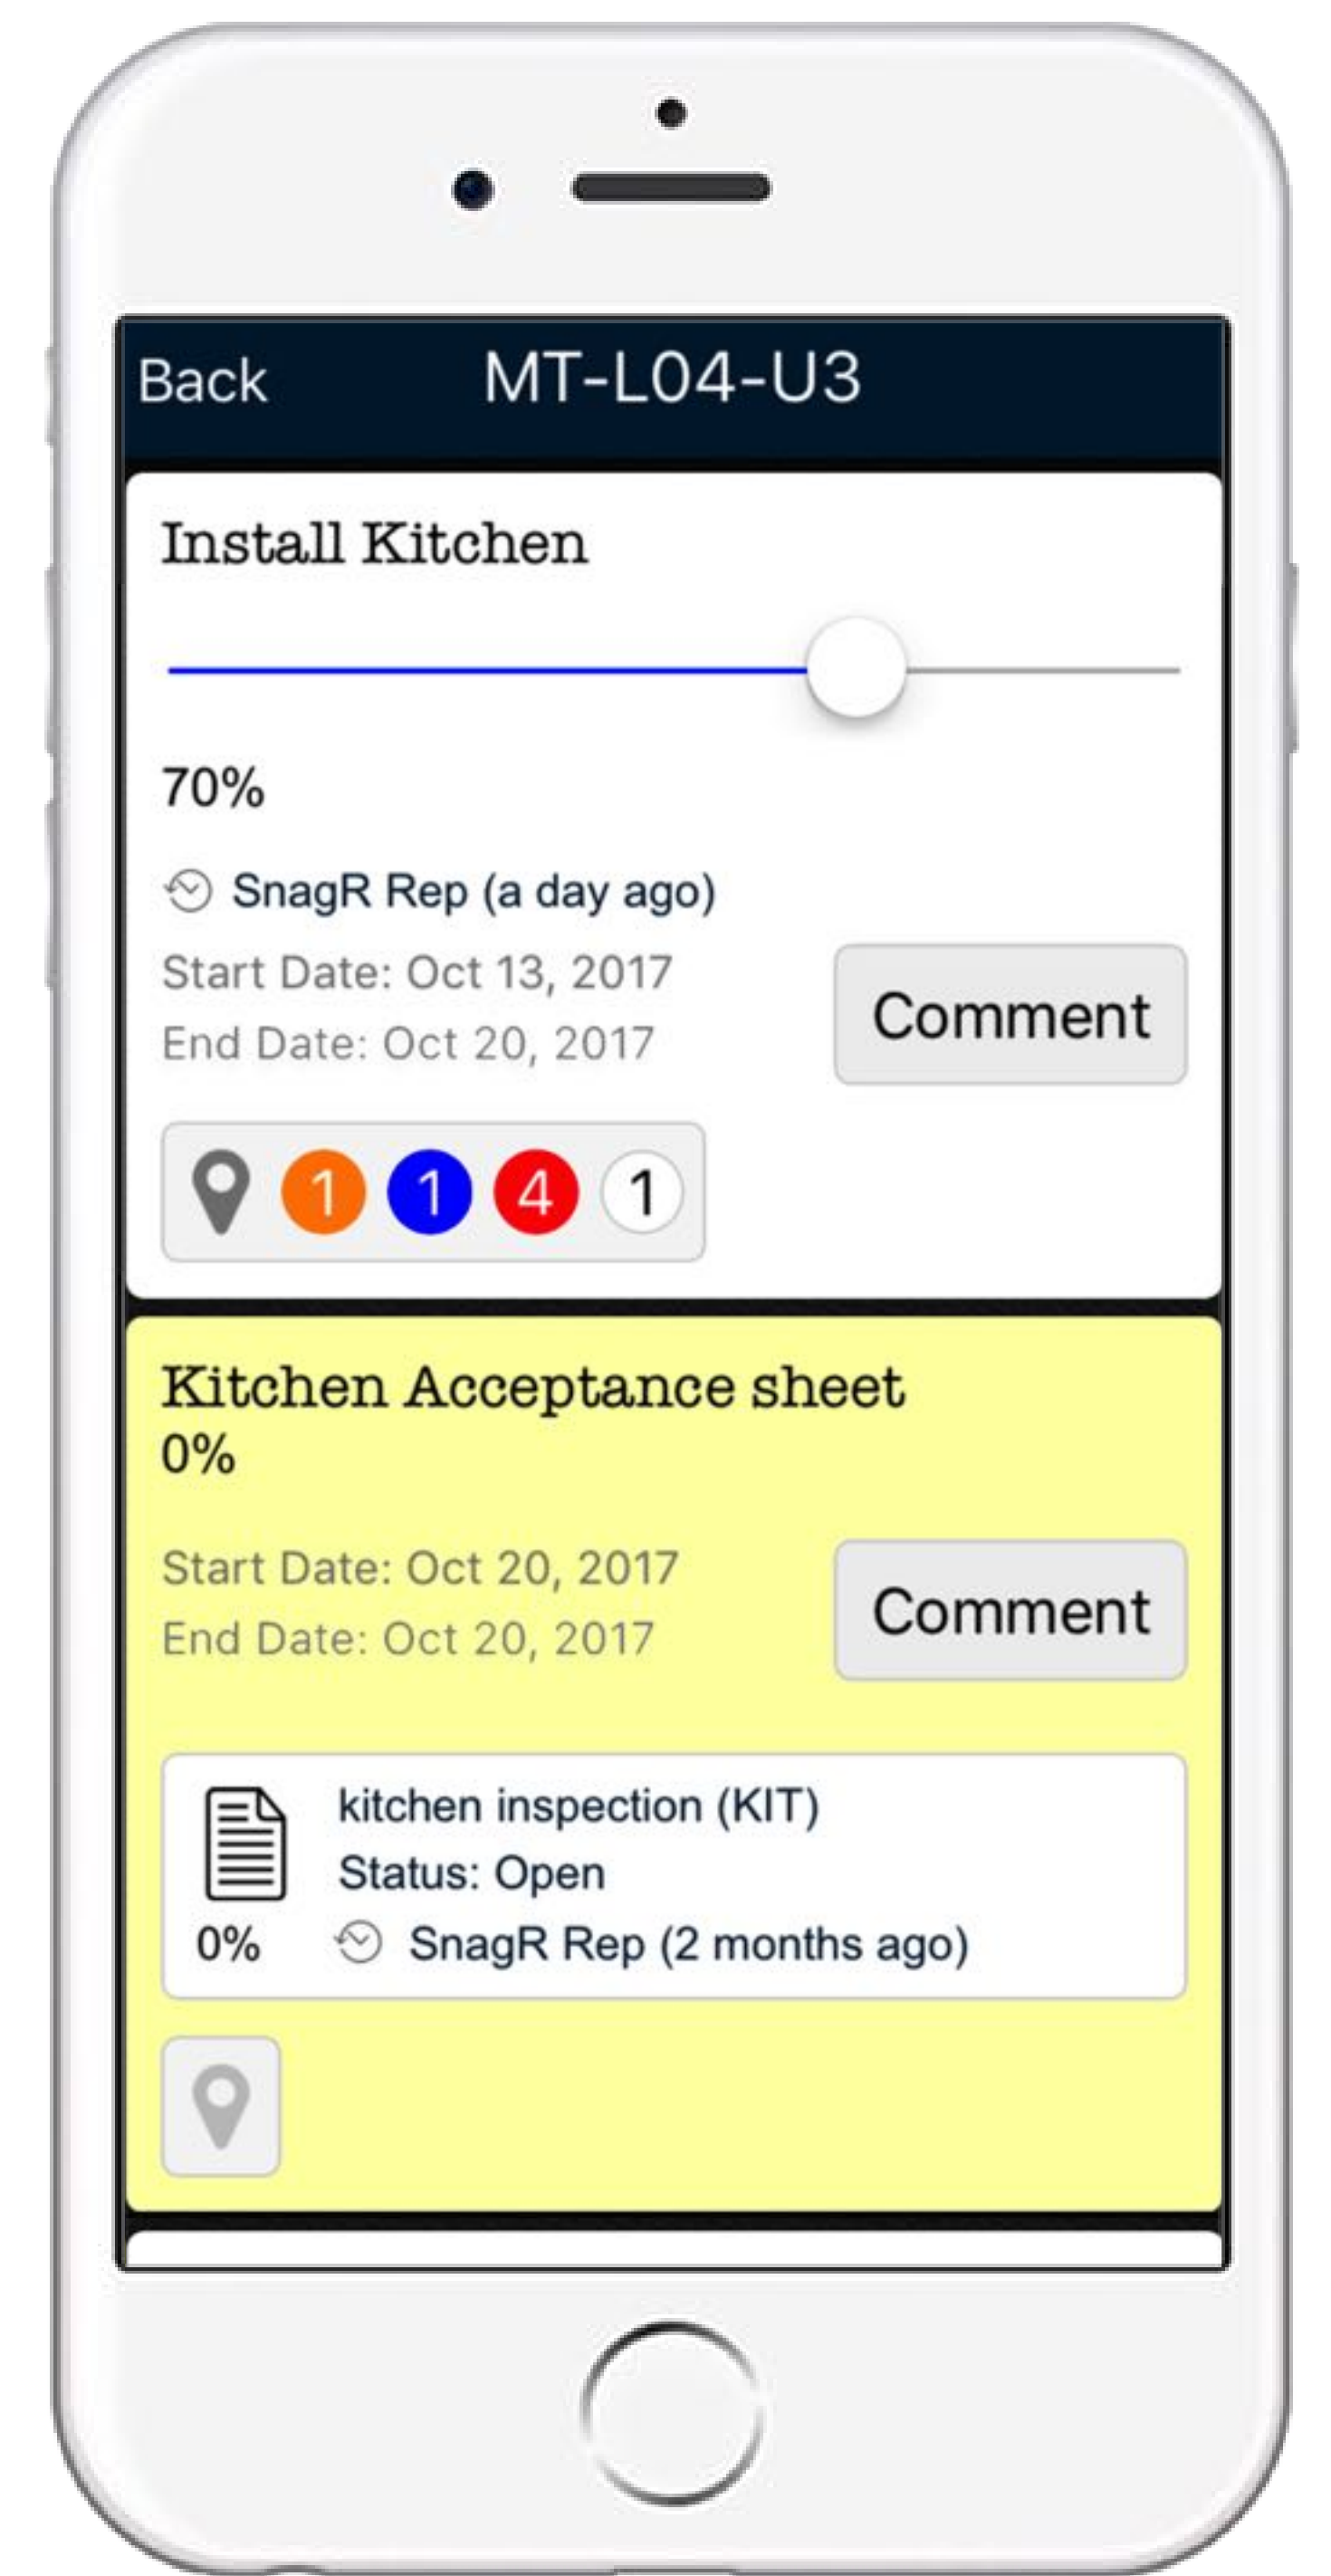 Back MT-L04-U3
Install Kitchen
70%
SnagR Rep (a day ago)
Start Date: Oct 13, 2017
End Date: Oct 20, 2017
Comment
1 1 4 1
Kitchen Acceptance sheet
0%
Start Date: Oct 20, 2017
End Date: Oct 20, 2017
Comment
kitchen inspection (KIT)
Status: Open
0% SnagR Rep (2 months ago)